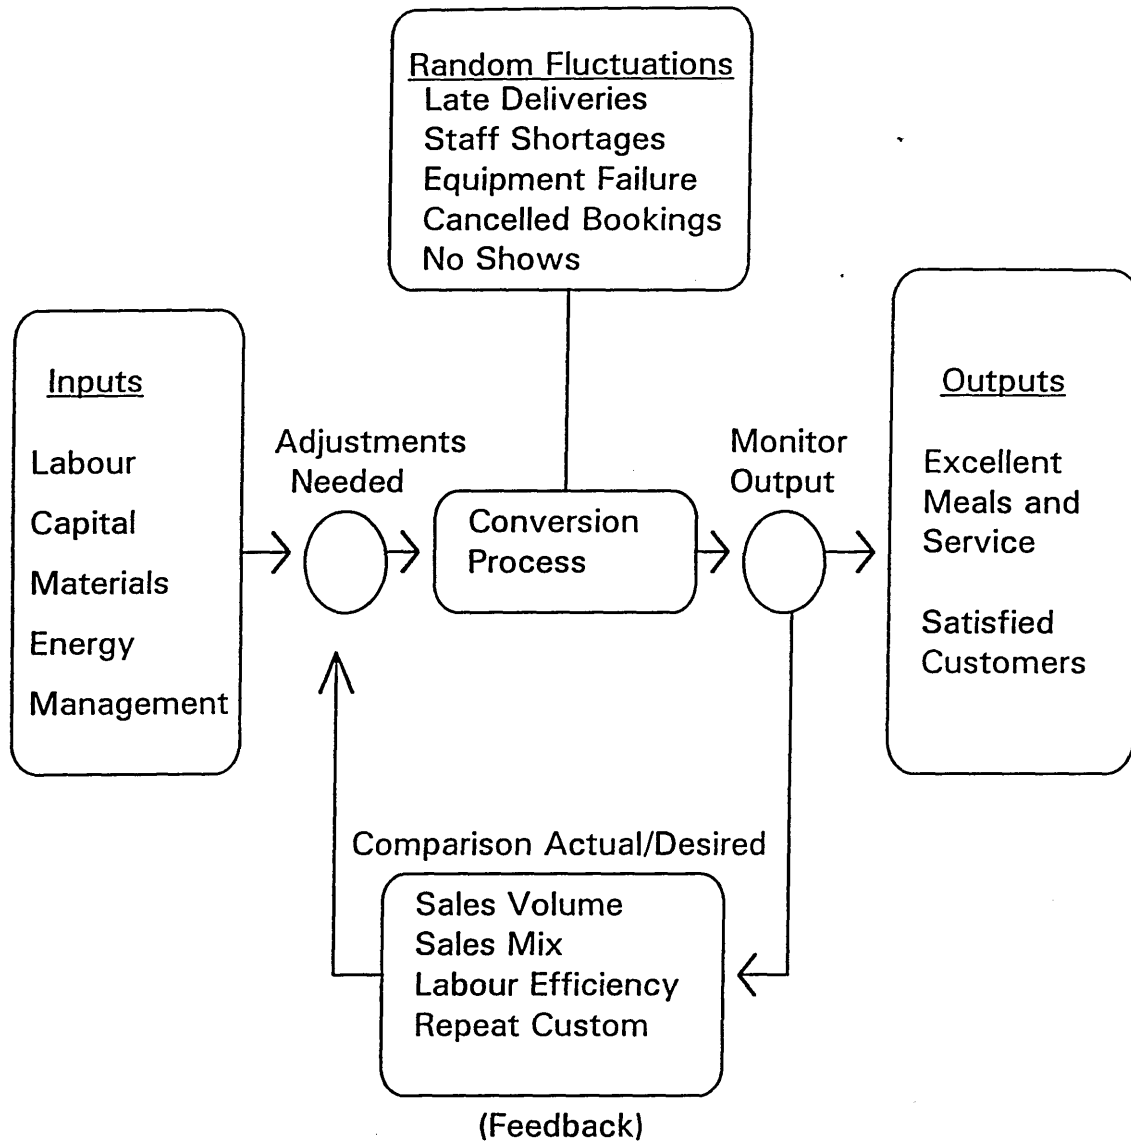 Random Fluctuations
Late Deliveries
Staff Shortages
Equipment Failure
Cancelled Bookings
No Shows
Inputs
Labour
Capital
Materials
Energy
Management
Adjustments
Needed
Conversion
Process
Monitor
Output
Outputs
Excellent
Meals and
Service
Satisfied
Customers
Comparison Actual/Desired
Sales Volume
Sales Mix
Labour Efficiency
Repeat Custom
(Feedback)